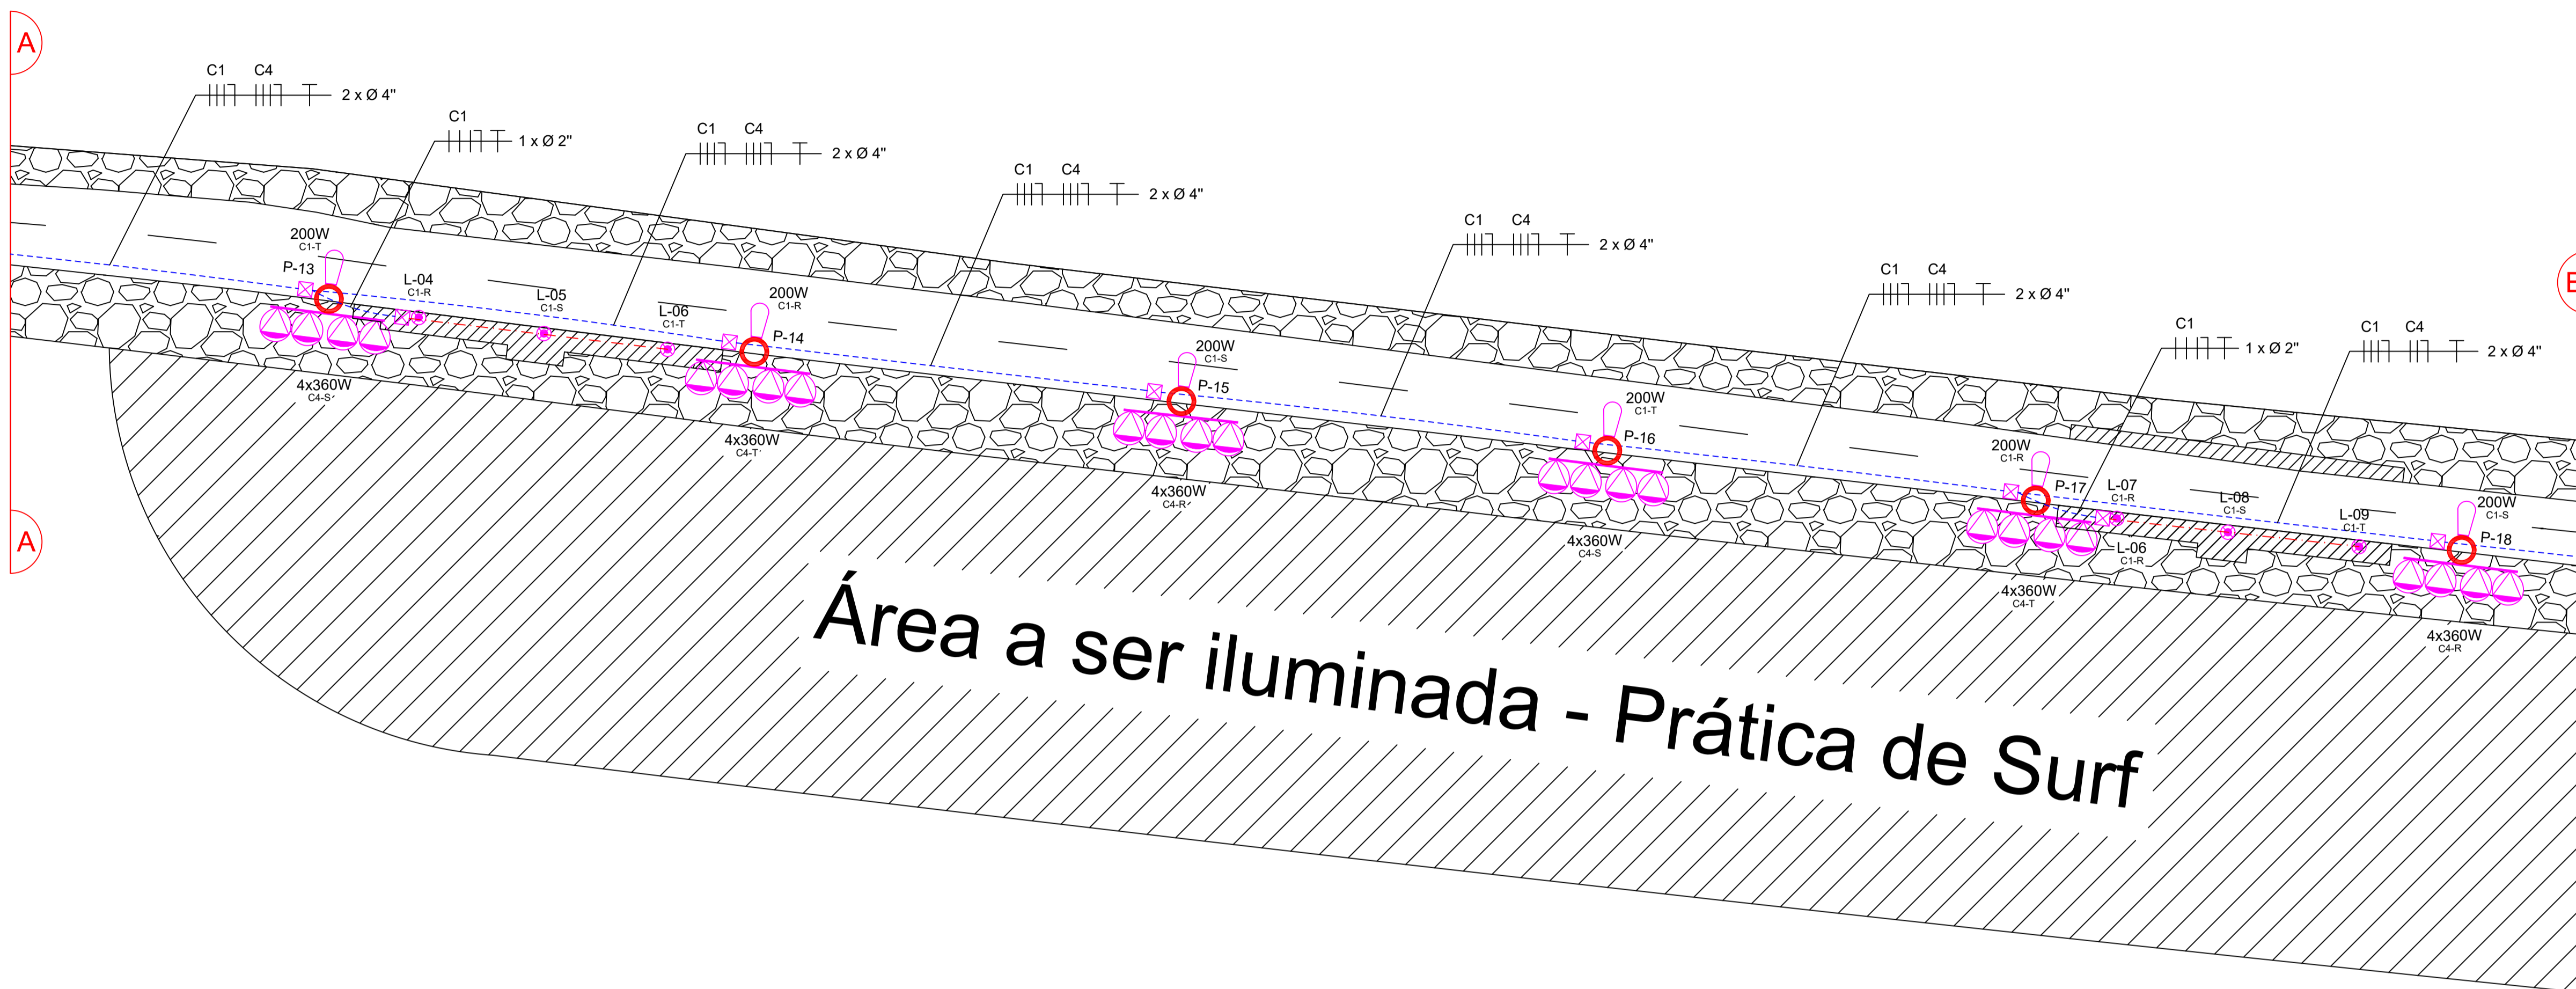 A
C1 C4
2 x Ø 4"
C1
1 x Ø 2"
C1 C4
2 x Ø 4"
C1 C4
2 x Ø 4"
C1 C4
2 x Ø 4"
C1 C4
2 x Ø 4"
C1
1 x Ø 2"
C1 C4
2 x Ø 4"
200W
C1-T
P-13
L-04
C1-R
L-05
C1-S
L-06
C1-T
200W
C1-R
P-14
200W
C1-S
P-15
200W
C1-T
P-16
200W
C1-R
P-17
L-07
C1-R
L-08
C1-S
L-09
C1-T
200W
C1-S
P-18
L-06
C1-R
4x360W
C4-S
4x360W
C4-T
4x360W
C4-R
4x360W
C4-S
4x360W
C4-T
4x360W
C4-R
A
Área a ser iluminada - Prática de Surf